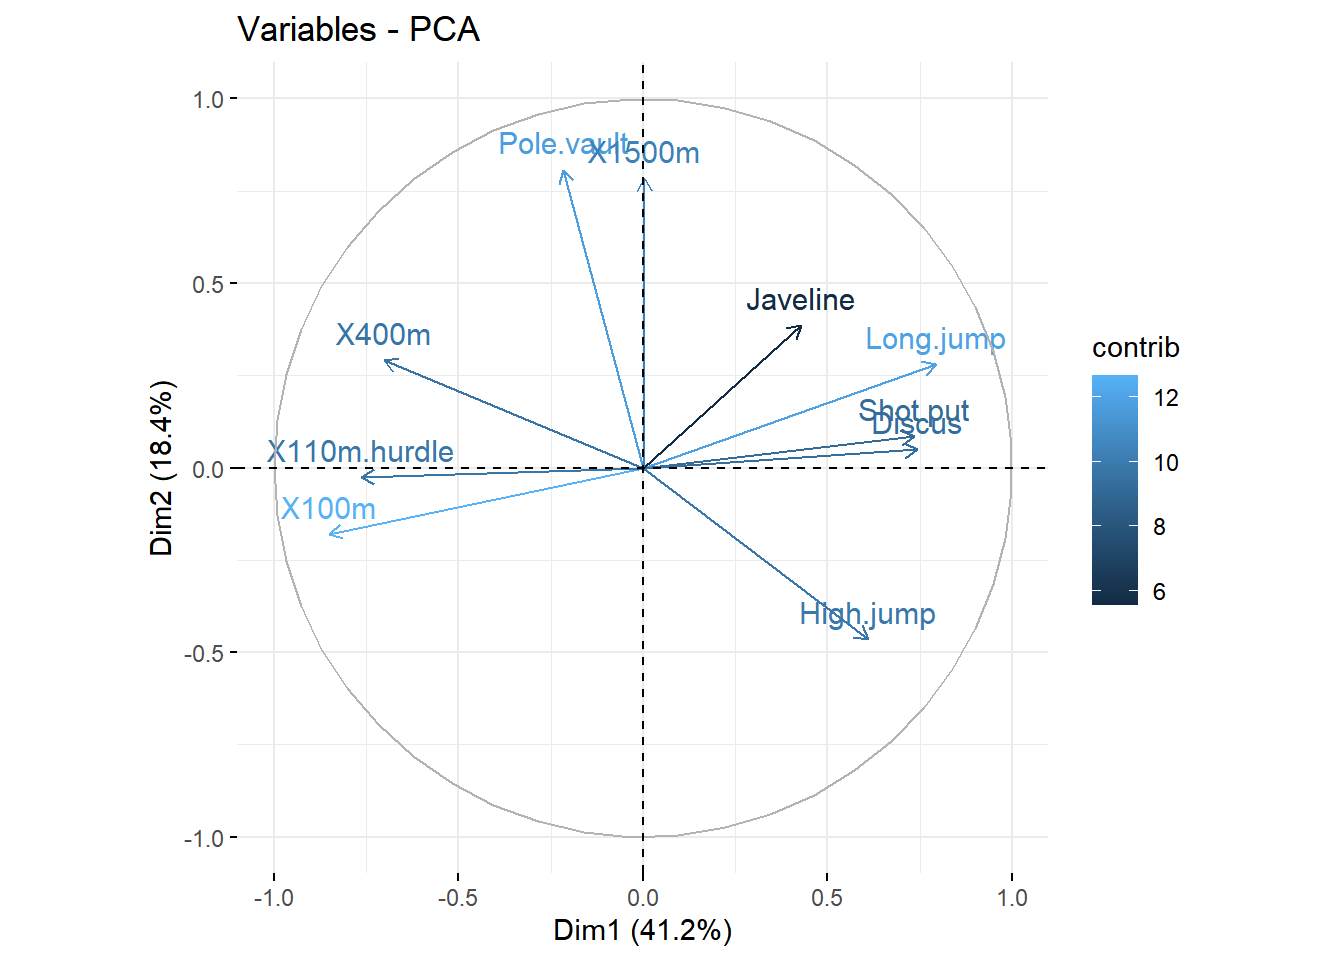 Variables - PCA
1.0
Pole.vault
X1500m
0.5
Javeline
X400m
Long.jump
Shot.put
Discus
X110m.hurdle
0.0
X100m
High.jump
-0.5
-1.0
-1.0 -0.5 0.0 0.5 1.0
Dim1 (41.2%)
Dim2 (18.4%)
contrib
12
10
8
6